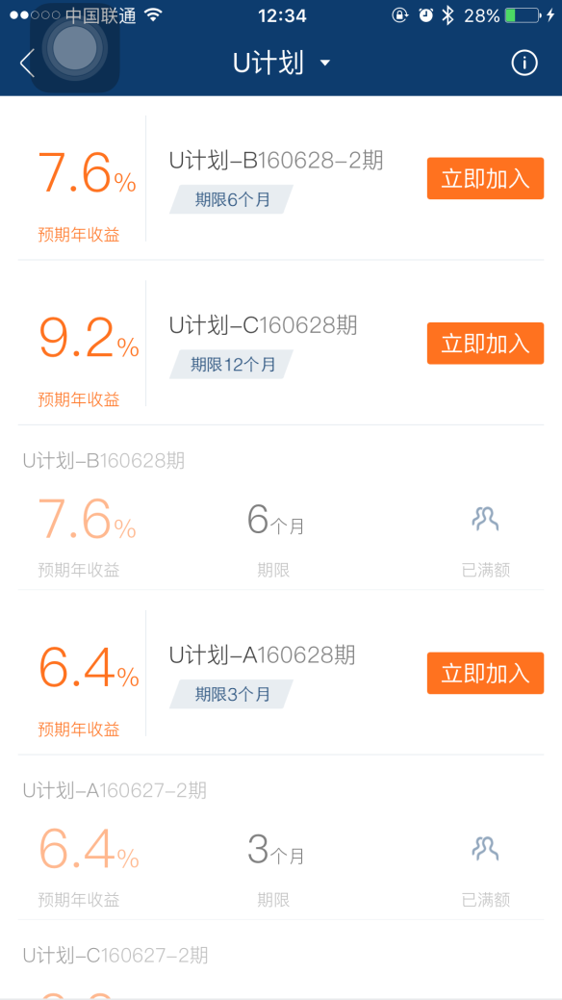 中国联通 12:34 28%
U计划
7.6% U计划-B160628-2期 立即加入
期限6个月
预期年收益
9.2% U计划-C160628期 立即加入
期限12个月
预期年收益
U计划-B160628期
7.6% 6个月
预期年收益 期限 已满额
6.4% U计划-A160628期 立即加入
期限3个月
预期年收益
U计划-A160627-2期
6.4% 3个月
预期年收益 期限 已满额
U计划-C160627-2期